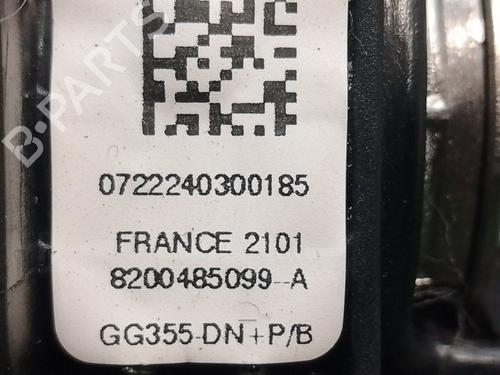 B-PARTS
0722240300185
FRANCE 2101
8200485099-A
GG355-DN+P/B